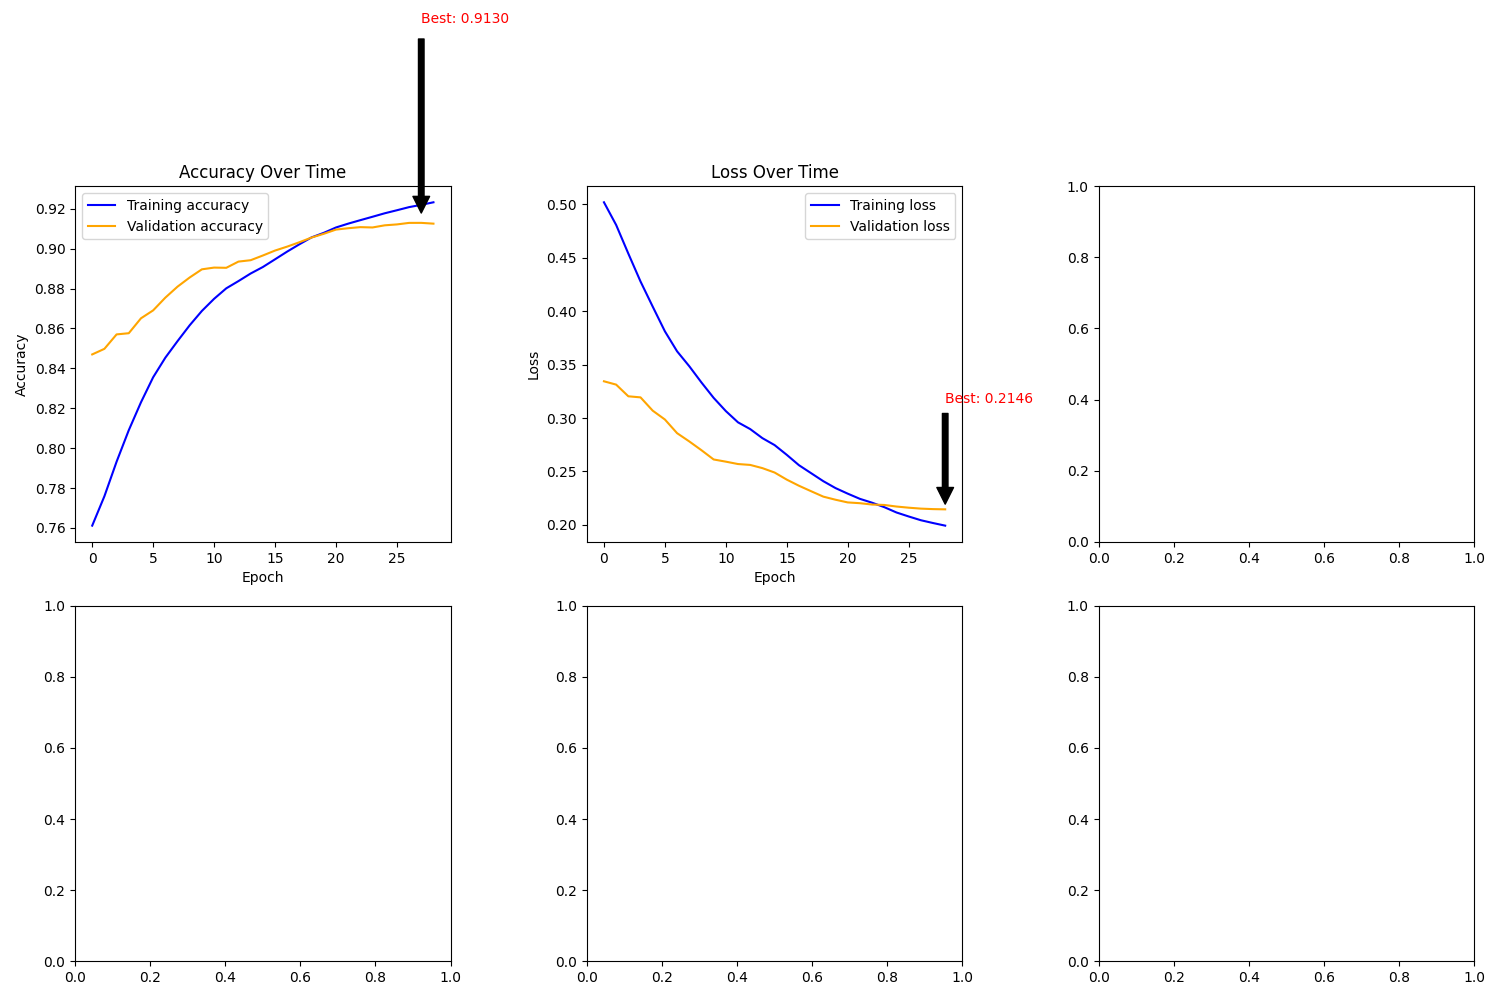 Best: 0.9130
Accuracy Over Time
Training accuracy
Validation accuracy
Accuracy
0.92
0.90
0.88
0.86
0.84
0.82
0.80
0.78
0.76
0 5 10 15 20 25
Epoch
Loss Over Time
Training loss
Validation loss
Best: 0.2146
Loss
0.50
0.45
0.40
0.35
0.30
0.25
0.20
0 5 10 15 20 25
Epoch
1.0
0.8
0.6
0.4
0.2
0.0
0.0 0.2 0.4 0.6 0.8 1.0
1.0
0.8
0.6
0.4
0.2
0.0
0.0 0.2 0.4 0.6 0.8 1.0
1.0
0.8
0.6
0.4
0.2
0.0
0.0 0.2 0.4 0.6 0.8 1.0
1.0
0.8
0.6
0.4
0.2
0.0
0.0 0.2 0.4 0.6 0.8 1.0